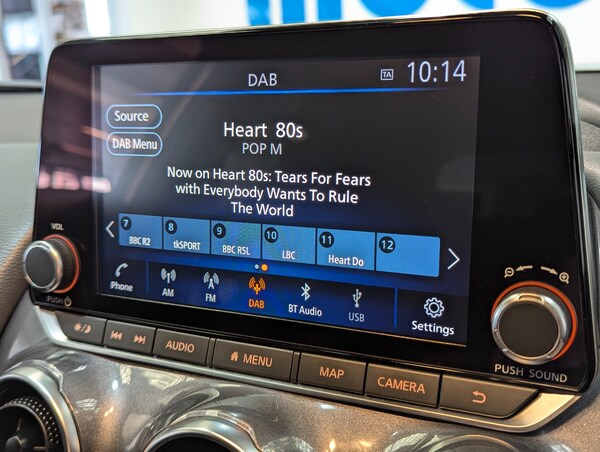 DAB
TA 10:14
Source
DAB Menu
Heart 80s
POP M
Now on Heart 80s: Tears For Fears
with Everybody Wants To Rule
The World
7 8 9 10 11 12
BBC R2 tkSPORT BBC R5L LBC Heart Do
iPhone AM FM DAB BT Audio USB Settings
VOL
PUSH
PUSH SOUND
AUDIO MENU MAP CAMERA